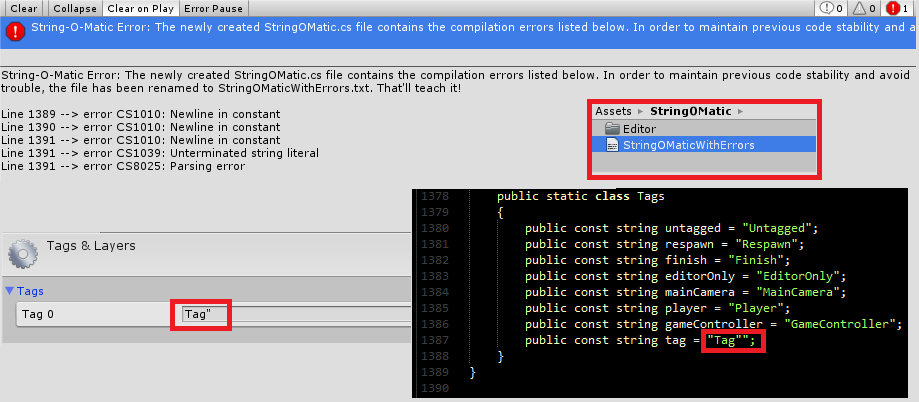 Clear Collapse Clear on Play Error Pause 0 0 1
String-O-Matic Error: The newly created StringOMatic.cs file contains the compilation errors listed below. In order to maintain previous code stability and a
String-O-Matic Error: The newly created StringOMatic.cs file contains the compilation errors listed below. In order to maintain previous code stability and avoid
trouble, the file has been renamed to StringOMaticWithErrors.txt. That'll teach it!
Line 1389 --> error CS1010: Newline in constant
Line 1390 --> error CS1010: Newline in constant
Line 1391 --> error CS1010: Newline in constant
Line 1391 --> error CS1039: Unterminated string literal
Line 1391 --> error CS8025: Parsing error
Assets ▸ StringOMatic ▸
Editor
StringOMaticWithErrors
Tags & Layers
Tags
Tag 0 Tag"
1378 public static class Tags
1379 {
1380 public const string untagged = "Untagged";
1381 public const string respawn = "Respawn";
1382 public const string finish = "Finish";
1383 public const string editorOnly = "EditorOnly";
1384 public const string mainCamera = "MainCamera";
1385 public const string player = "Player";
1386 public const string gameController = "GameController";
1387 public const string tag = "Tag"";
1388 }
1389 }
1390